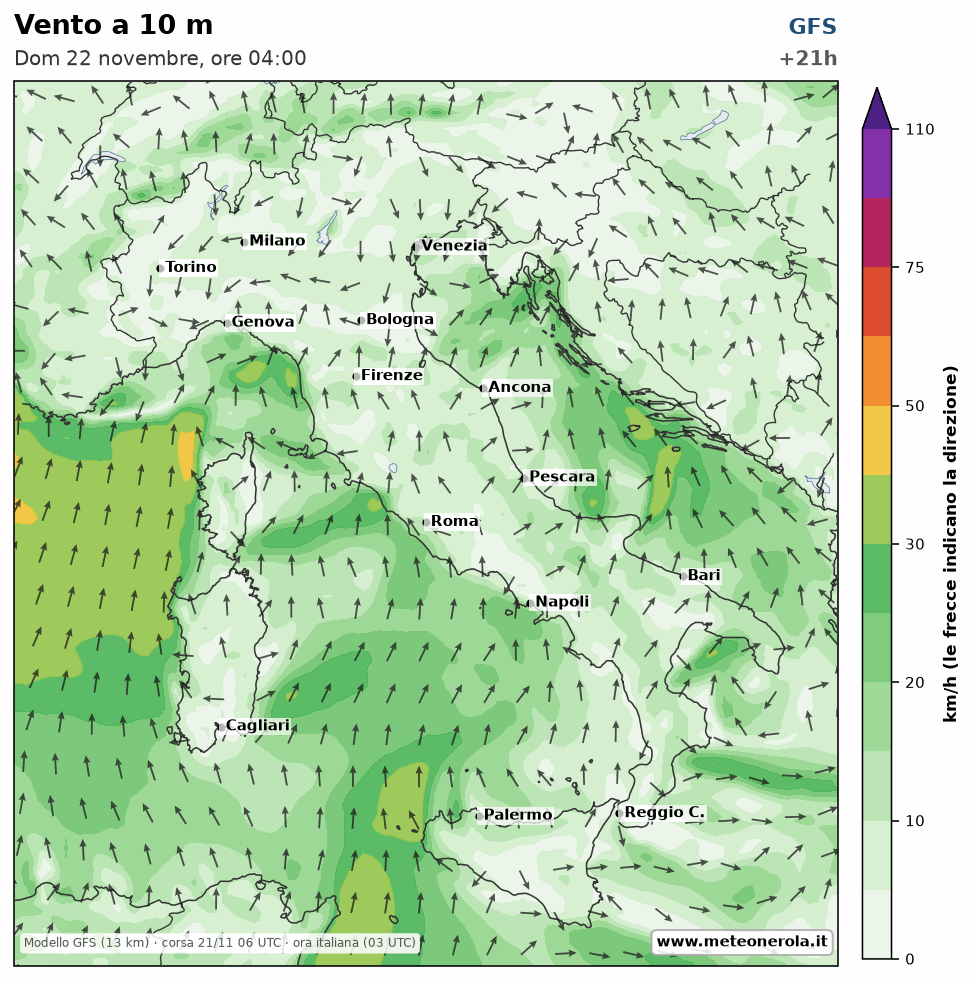 Vento a 10 m
GFS
Dom 22 novembre, ore 04:00
+21h
Milano
Venezia
Torino
Genova
Bologna
Firenze
Ancona
Pescara
Roma
Bari
Napoli
Cagliari
Palermo
Reggio C.
Modello GFS (13 km) · corsa 21/11 06 UTC · ora italiana (03 UTC)
www.meteonerola.it
110
75
50
30
20
10
0
km/h (le frecce indicano la direzione)